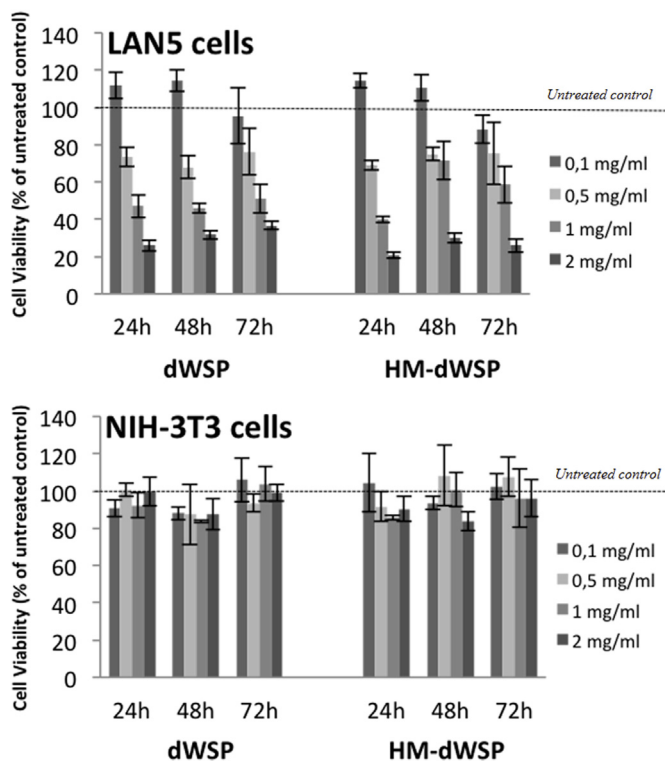 LAN5 cells
Cell Viability (% of untreated control)
140
120
100
80
60
40
20
0
Untreated control
0,1 mg/ml
0,5 mg/ml
1 mg/ml
2 mg/ml
24h 48h 72h 24h 48h 72h
dWSP HM-dWSP
NIH-3T3 cells
Cell Viability (% of untreated control)
140
120
100
80
60
40
20
0
Untreated control
0,1 mg/ml
0,5 mg/ml
1 mg/ml
2 mg/ml
24h 48h 72h 24h 48h 72h
dWSP HM-dWSP